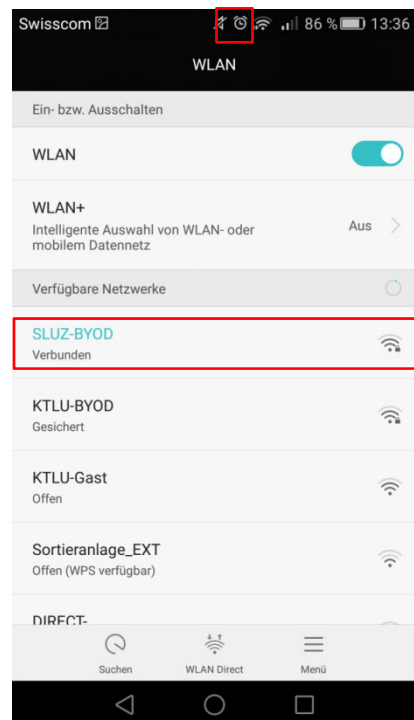 Swisscom 86 % 13:36
WLAN
Ein- bzw. Ausschalten
WLAN
WLAN+
Intelligente Auswahl von WLAN- oder
mobilem Datennetz
Aus
Verfügbare Netzwerke
SLUZ-BYOD
Verbunden
KTLU-BYOD
Gesichert
KTLU-Gast
Offen
Sortieranlage_EXT
Offen (WPS verfügbar)
DIRECT-
Suchen WLAN Direct Menü